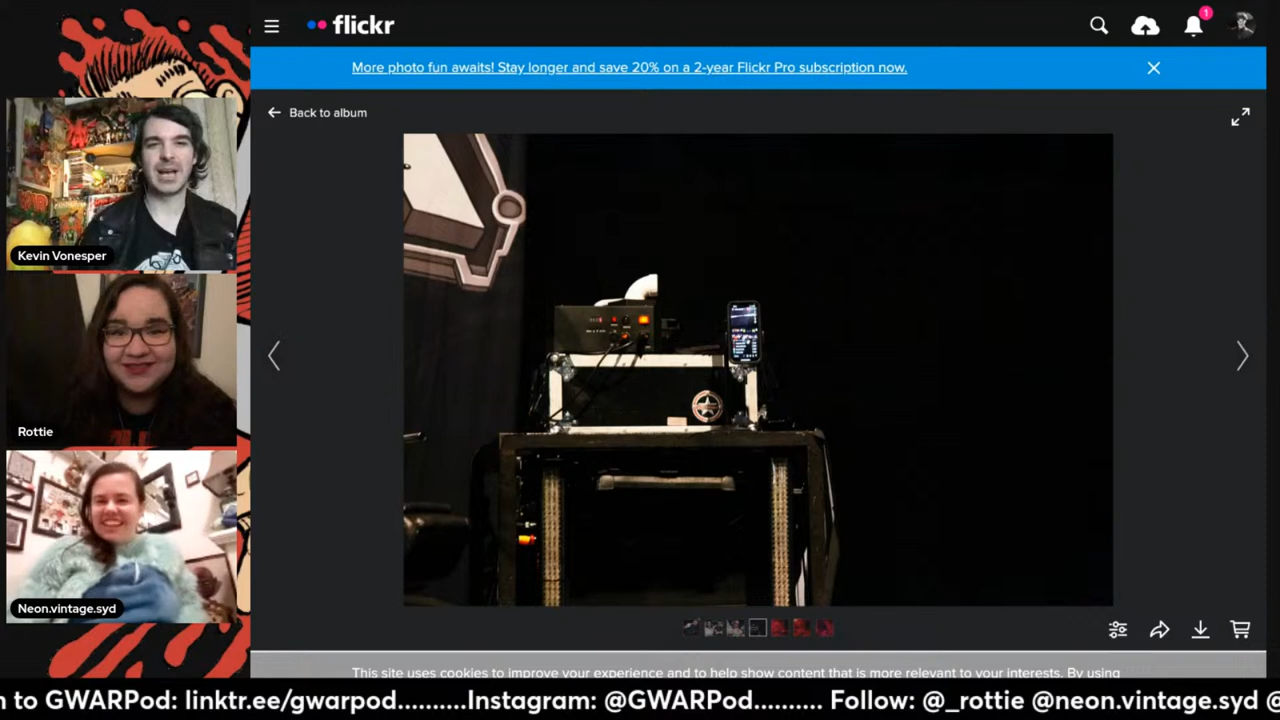 flickr
1
More photo fun awaits! Stay longer and save 20% on a 2-year Flickr Pro subscription now.
Back to album
Kevin Vonesper
Rottie
Neon.vintage.syd
This site uses cookies to improve your experience and to help show content that is more relevant to your interests. By using
n to GWARPod: linktr.ee/gwarpod..........Instagram: @GWARPod.......... Follow: @_rottie @neon.vintage.syd @